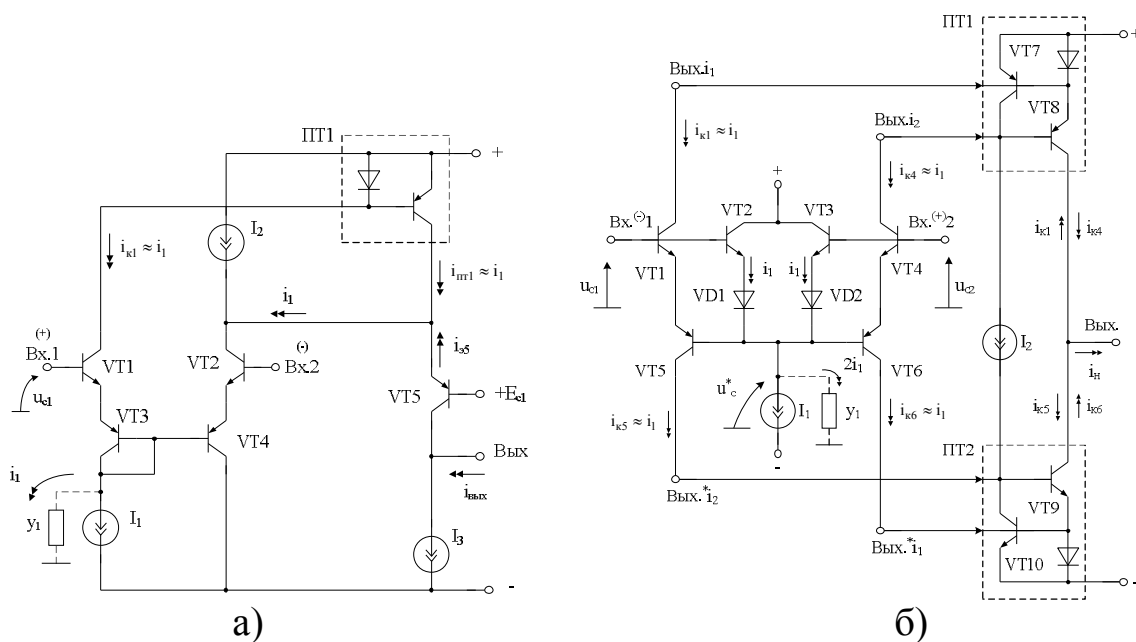 ПТ1
+
I₂
iк1 ≈ i₁
iпт1 ≈ i₁
i₁
(+)
Вх.1
(-)
Вх.2
VT1
VT2
iэ5
uc1
VT3
VT4
VT5
+Ec1
i₁
Вых
iвых
y₁
I₁
I₃
-
а)
ПТ1
+
VT7
Вых.i₁
VT8
Вых.i₂
iк1 ≈ i₁
iк4 ≈ i₁
+
Вх.(-)1
VT2
VT3
Вх.(+)2
iк1
iк4
i₁
i₁
VT1
VT4
uc1
VD1
VD2
uc2
I₂
Вых.
iн
VT5
2i₁
VT6
u*c
I₁
y₁
iк5 ≈ i₁
iк6 ≈ i₁
iк5
iк6
-
ПТ2
Вых.*i₂
VT9
Вых.*i₁
VT10
-
б)